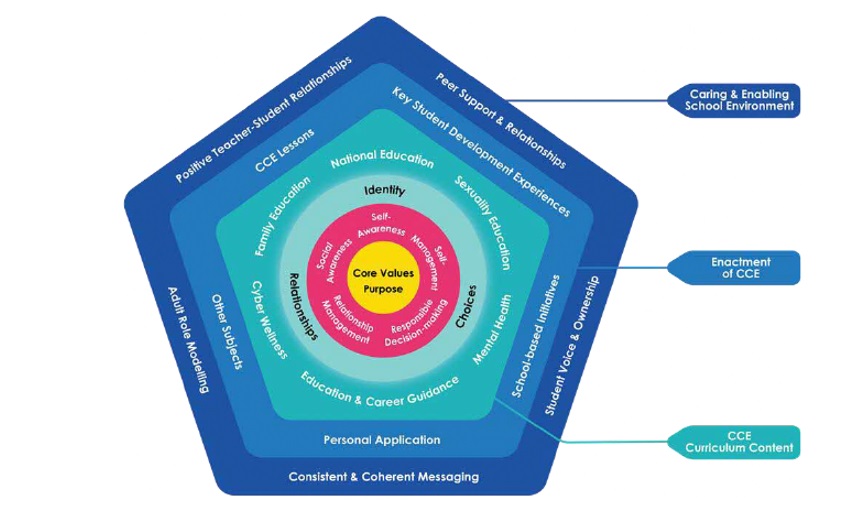 Positive Teacher-Student Relationships
Peer Support & Relationships
Caring & Enabling
School Environment
CCE Lessons
Key Student Development Experiences
National Education
Family Education
Sexuality Education
Identity
Self-
Awareness
Social
Awareness
Self-
Management
Core Values
Purpose
Enactment
of CCE
Relationships
Choices
Relationship
Management
Responsible
Decision-making
Cyber Wellness
Mental Health
Adult Role Modelling
Other Subjects
School-based Initiatives
Student Voice & Ownership
Education & Career Guidance
Personal Application
CCE
Curriculum Content
Consistent & Coherent Messaging